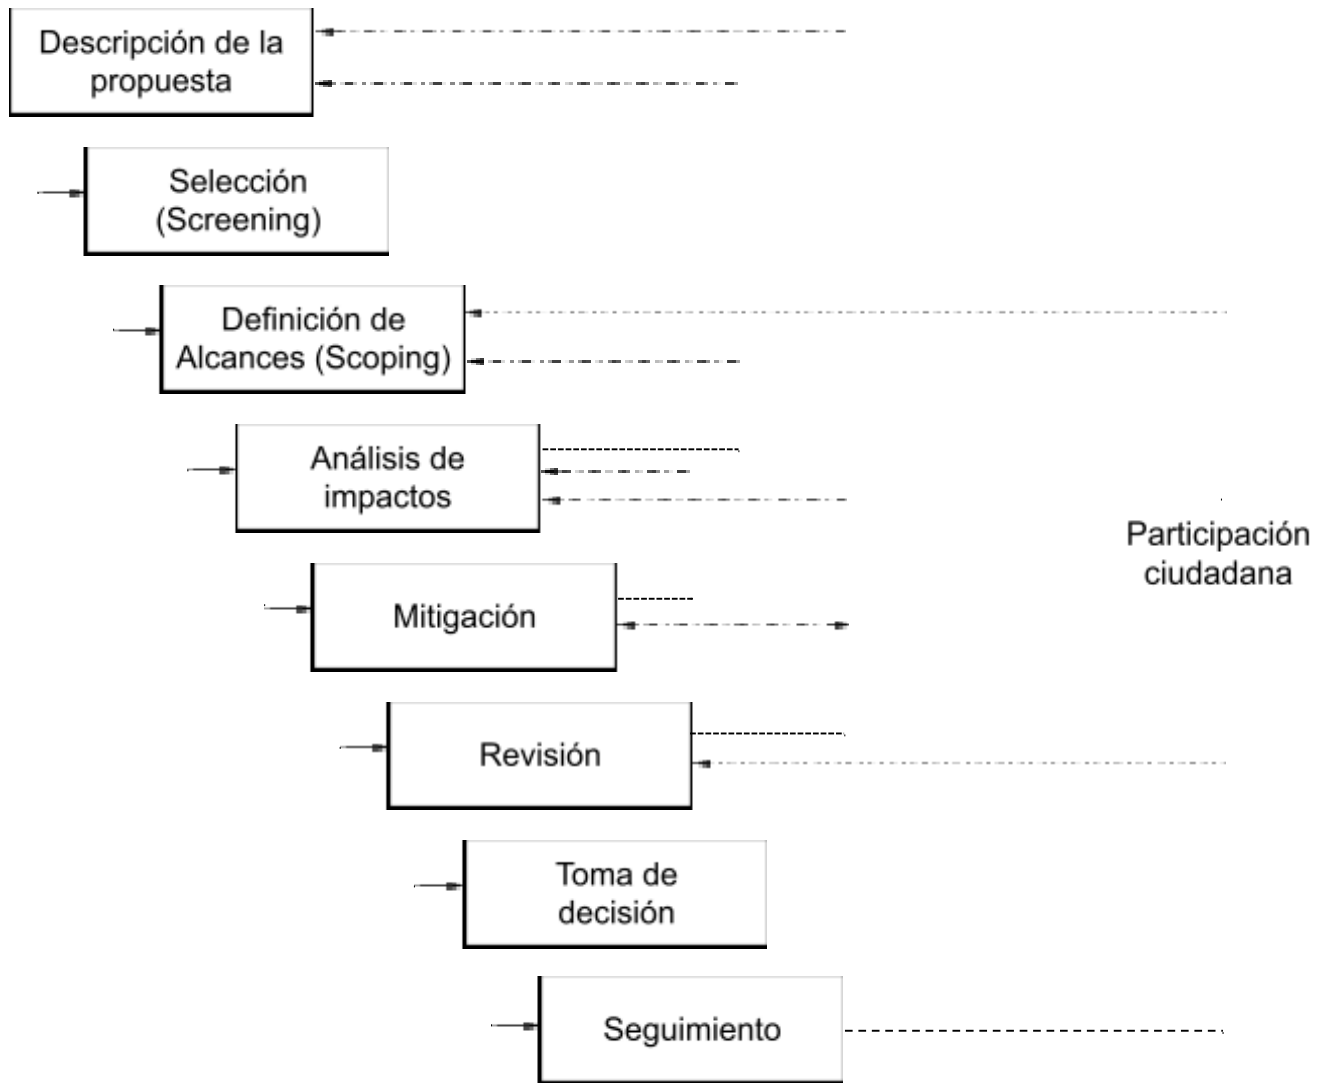 Descripción de la
propuesta
Selección
(Screening)
Definición de
Alcances (Scoping)
Análisis de
impactos
Participación
ciudadana
Mitigación
Revisión
Toma de
decisión
Seguimiento